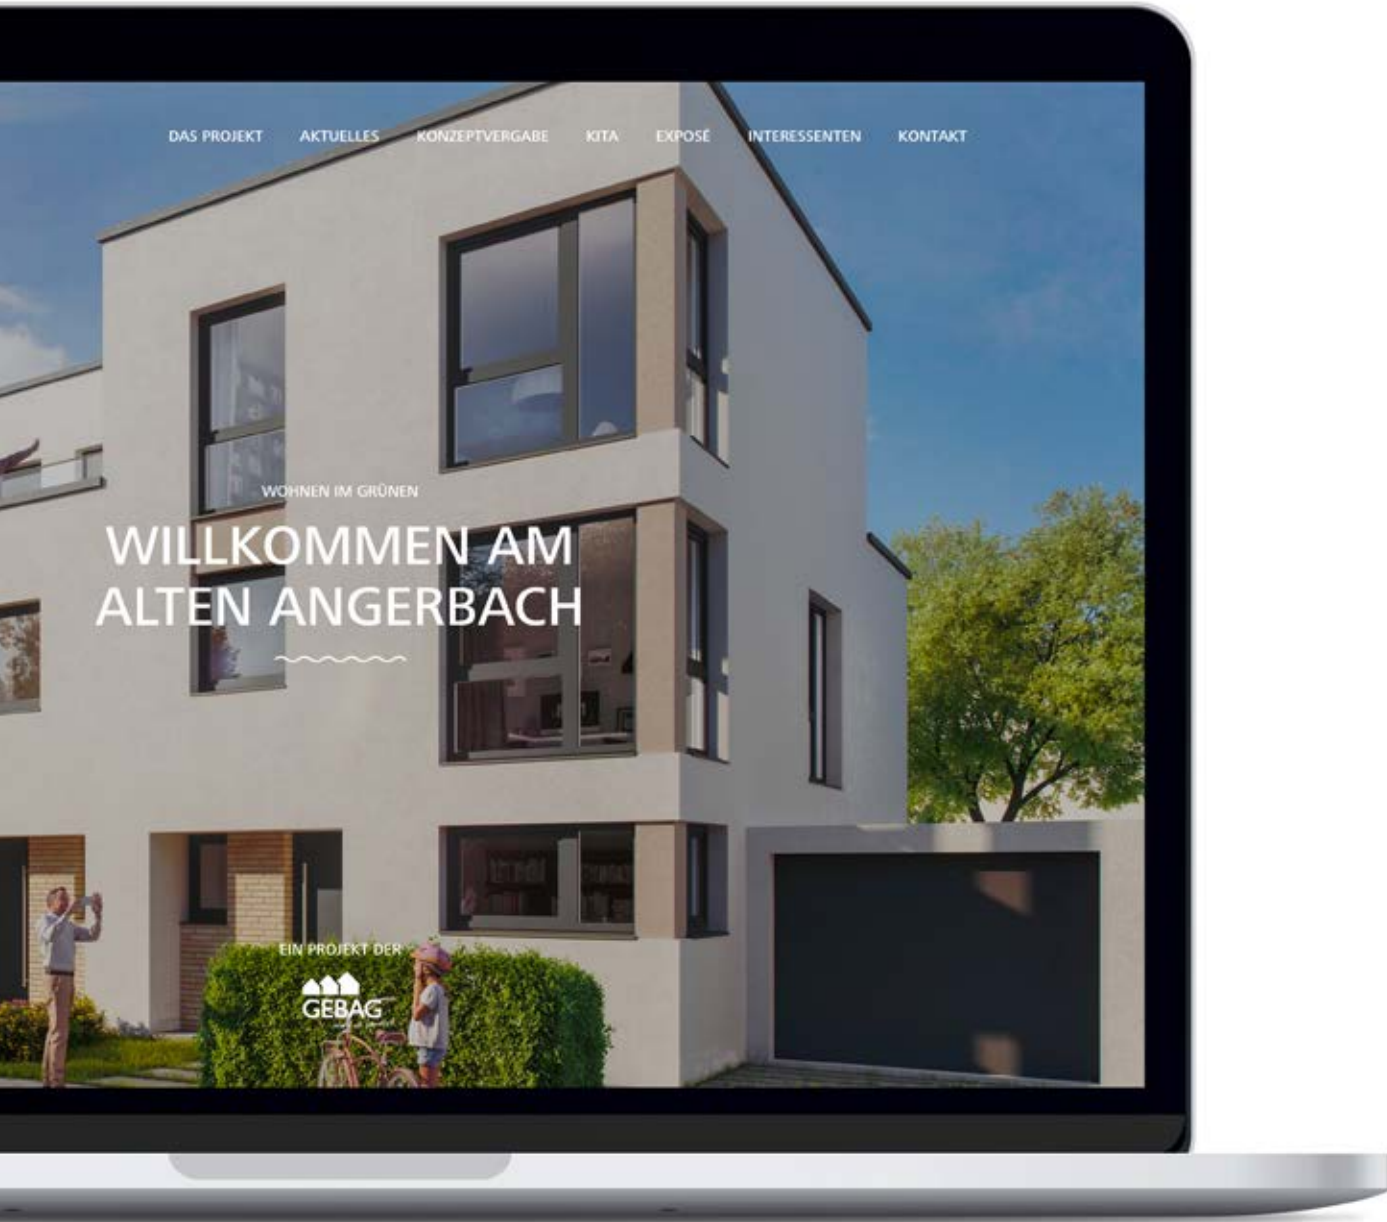 DAS PROJEKT AKTUELLES KONZEPTVERGABE KITA EXPOSÉ INTERESSENTEN KONTAKT
WOHNEN IM GRÜNEN
WILLKOMMEN AM
ALTEN ANGERBACH
EIN PROJEKT DER
GEBAG